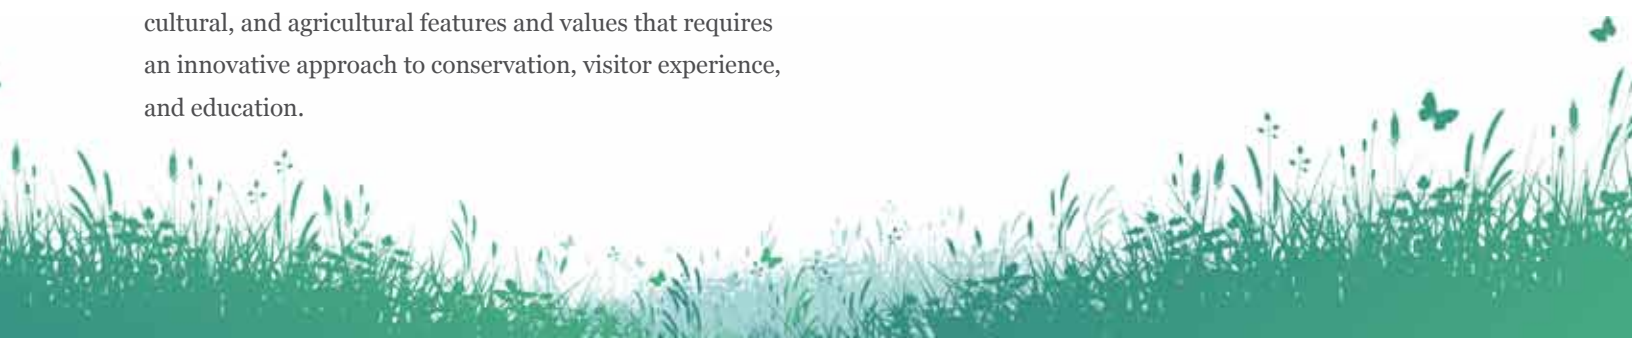 cultural, and agricultural features and values that requires
an innovative approach to conservation, visitor experience,
and education.